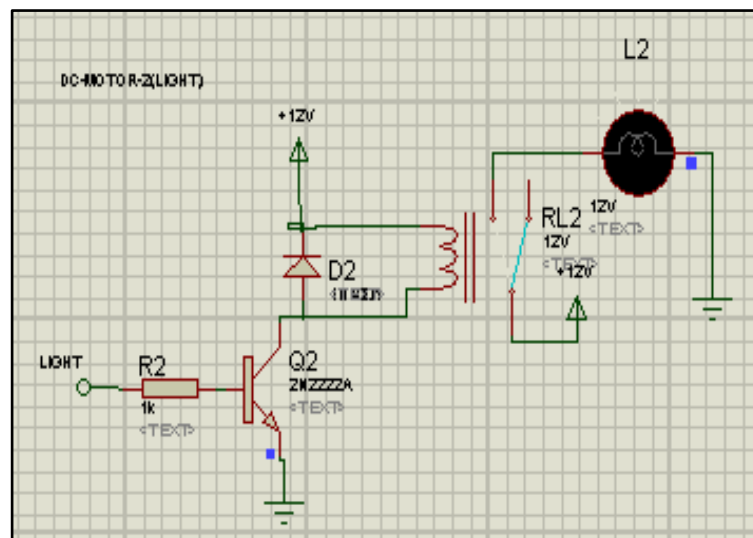 L2
DC-MOTOR-2(LIGHT)
+12V
RL2
12V
<TEXT>
12V
<TEXT>
+12V
D2
LIGHT
R2
1k
<TEXT>
Q2
2N2222A
<TEXT>